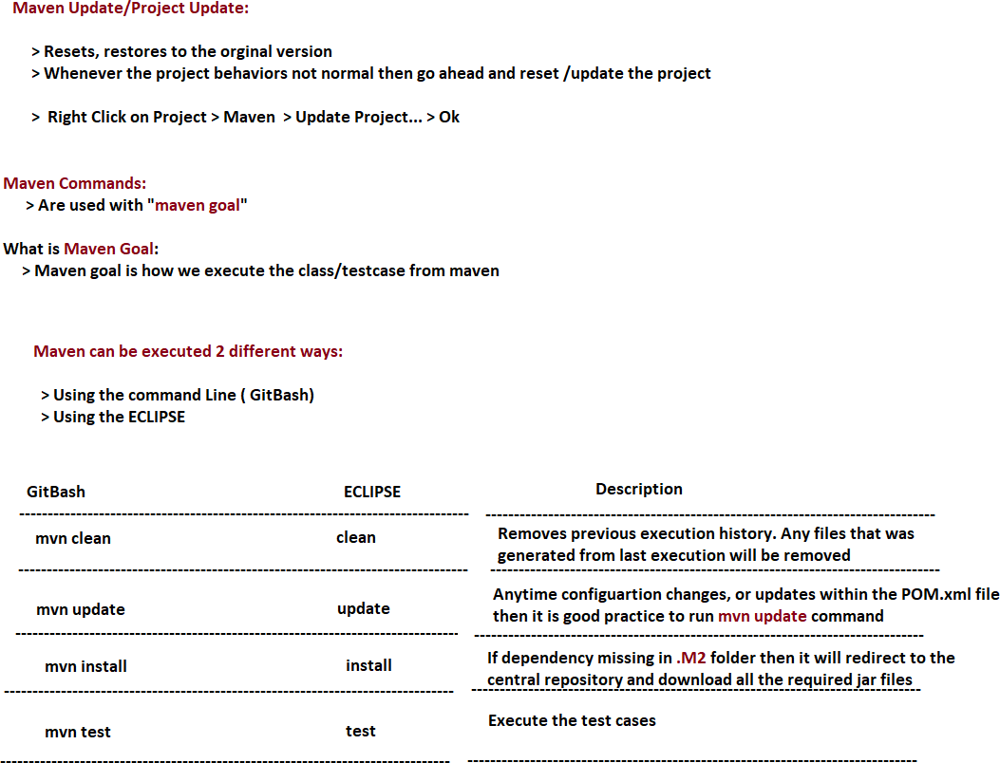 Maven Update/Project Update:
> Resets, restores to the orginal version
> Whenever the project behaviors not normal then go ahead and reset /update the project
> Right Click on Project > Maven > Update Project... > Ok
Maven Commands:
> Are used with "maven goal"
What is Maven Goal:
> Maven goal is how we execute the class/testcase from maven
Maven can be executed 2 different ways:
> Using the command Line ( GitBash)
> Using the ECLIPSE
GitBash ECLIPSE Description
mvn clean clean Removes previous execution history. Any files that was
generated from last execution will be removed
mvn update update Anytime configuartion changes, or updates within the POM.xml file
then it is good practice to run mvn update command
mvn install install If dependency missing in .M2 folder then it will redirect to the
central repository and download all the required jar files
mvn test test Execute the test cases